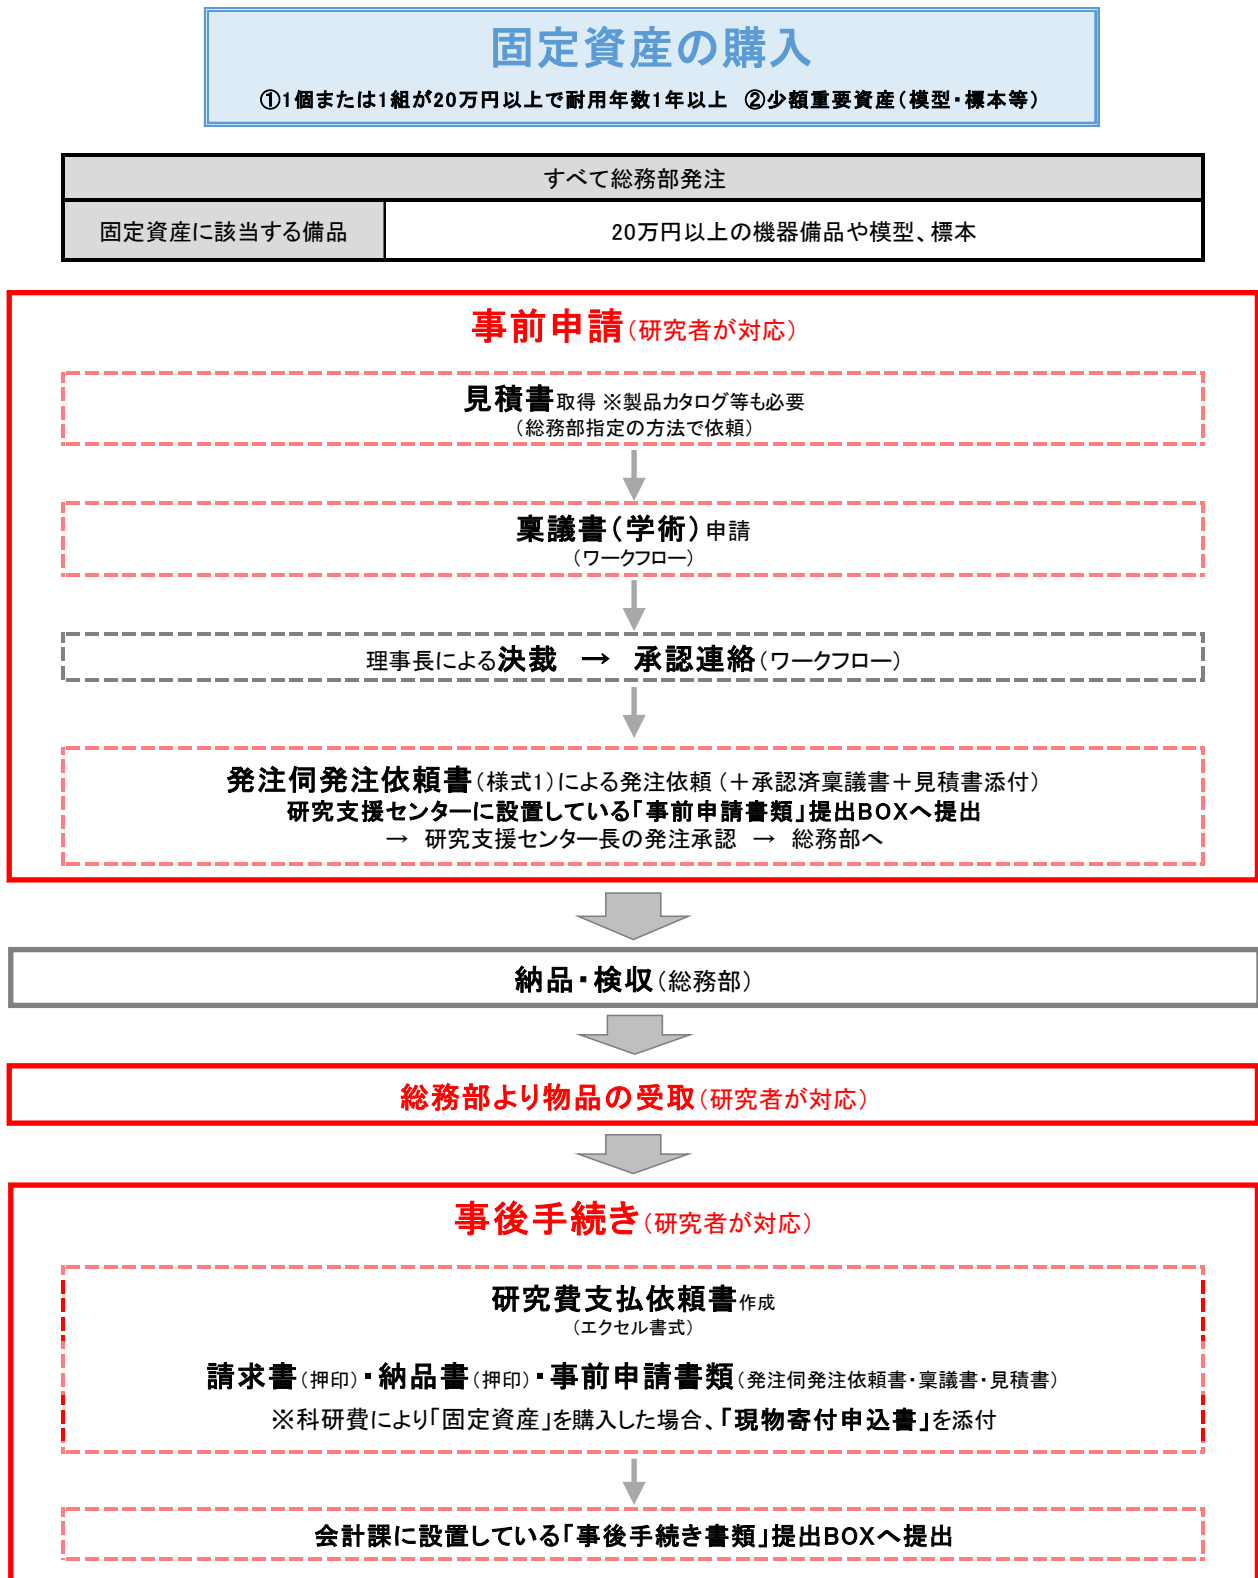 固定資産の購入
①1個または1組が20万円以上で耐用年数1年以上 ②少額重要資産(模型・標本等)
すべて総務部発注
固定資産に該当する備品
20万円以上の機器備品や模型、標本
事前申請(研究者が対応)
見積書取得 ※製品カタログ等も必要
(総務部指定の方法で依頼)
稟議書(学術)申請
(ワークフロー)
理事長による決裁 → 承認連絡(ワークフロー)
発注伺発注依頼書(様式1)による発注依頼 (+承認済稟議書+見積書添付)
研究支援センターに設置している「事前申請書類」提出BOXへ提出
→ 研究支援センター長の発注承認 → 総務部へ
納品・検収(総務部)
総務部より物品の受取(研究者が対応)
事後手続き(研究者が対応)
研究費支払依頼書作成
(エクセル書式)
請求書(押印)・納品書(押印)・事前申請書類(発注伺発注依頼書・稟議書・見積書)
※科研費により「固定資産」を購入した場合、「現物寄付申込書」を添付
会計課に設置している「事後手続き書類」提出BOXへ提出